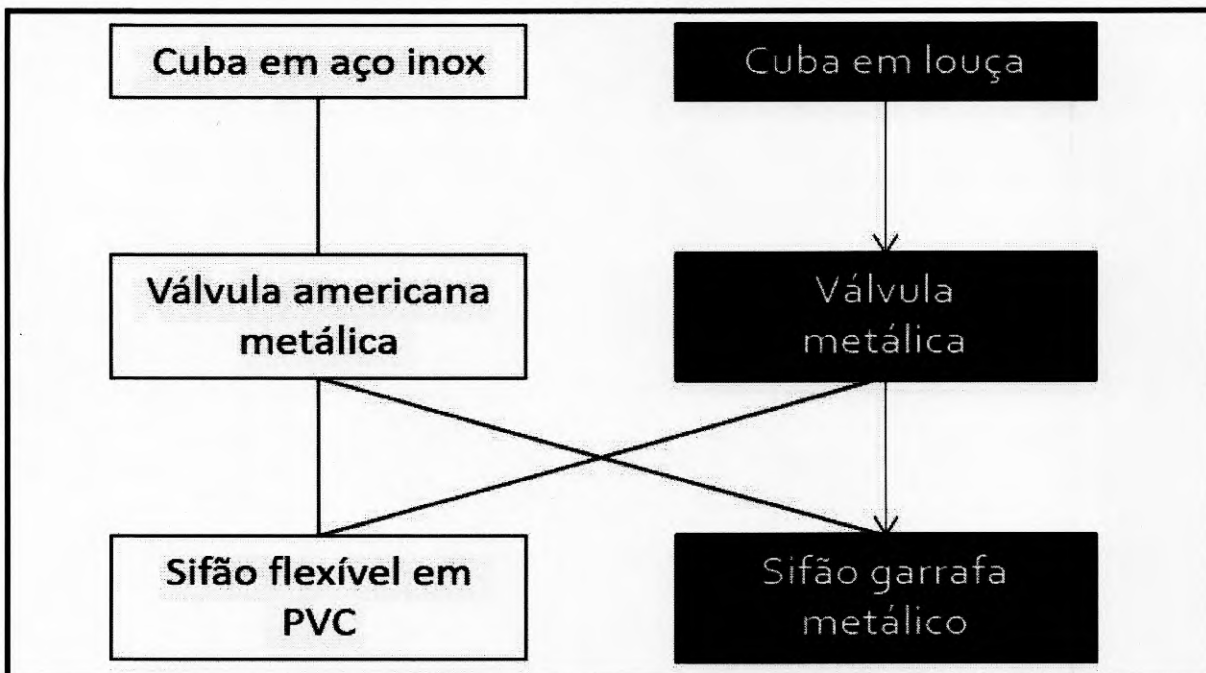 Cuba em aço inox
Cuba em louça
Válvula americana
metálica
Válvula
metálica
Sifão flexível em
PVC
Sifão garrafa
metálico